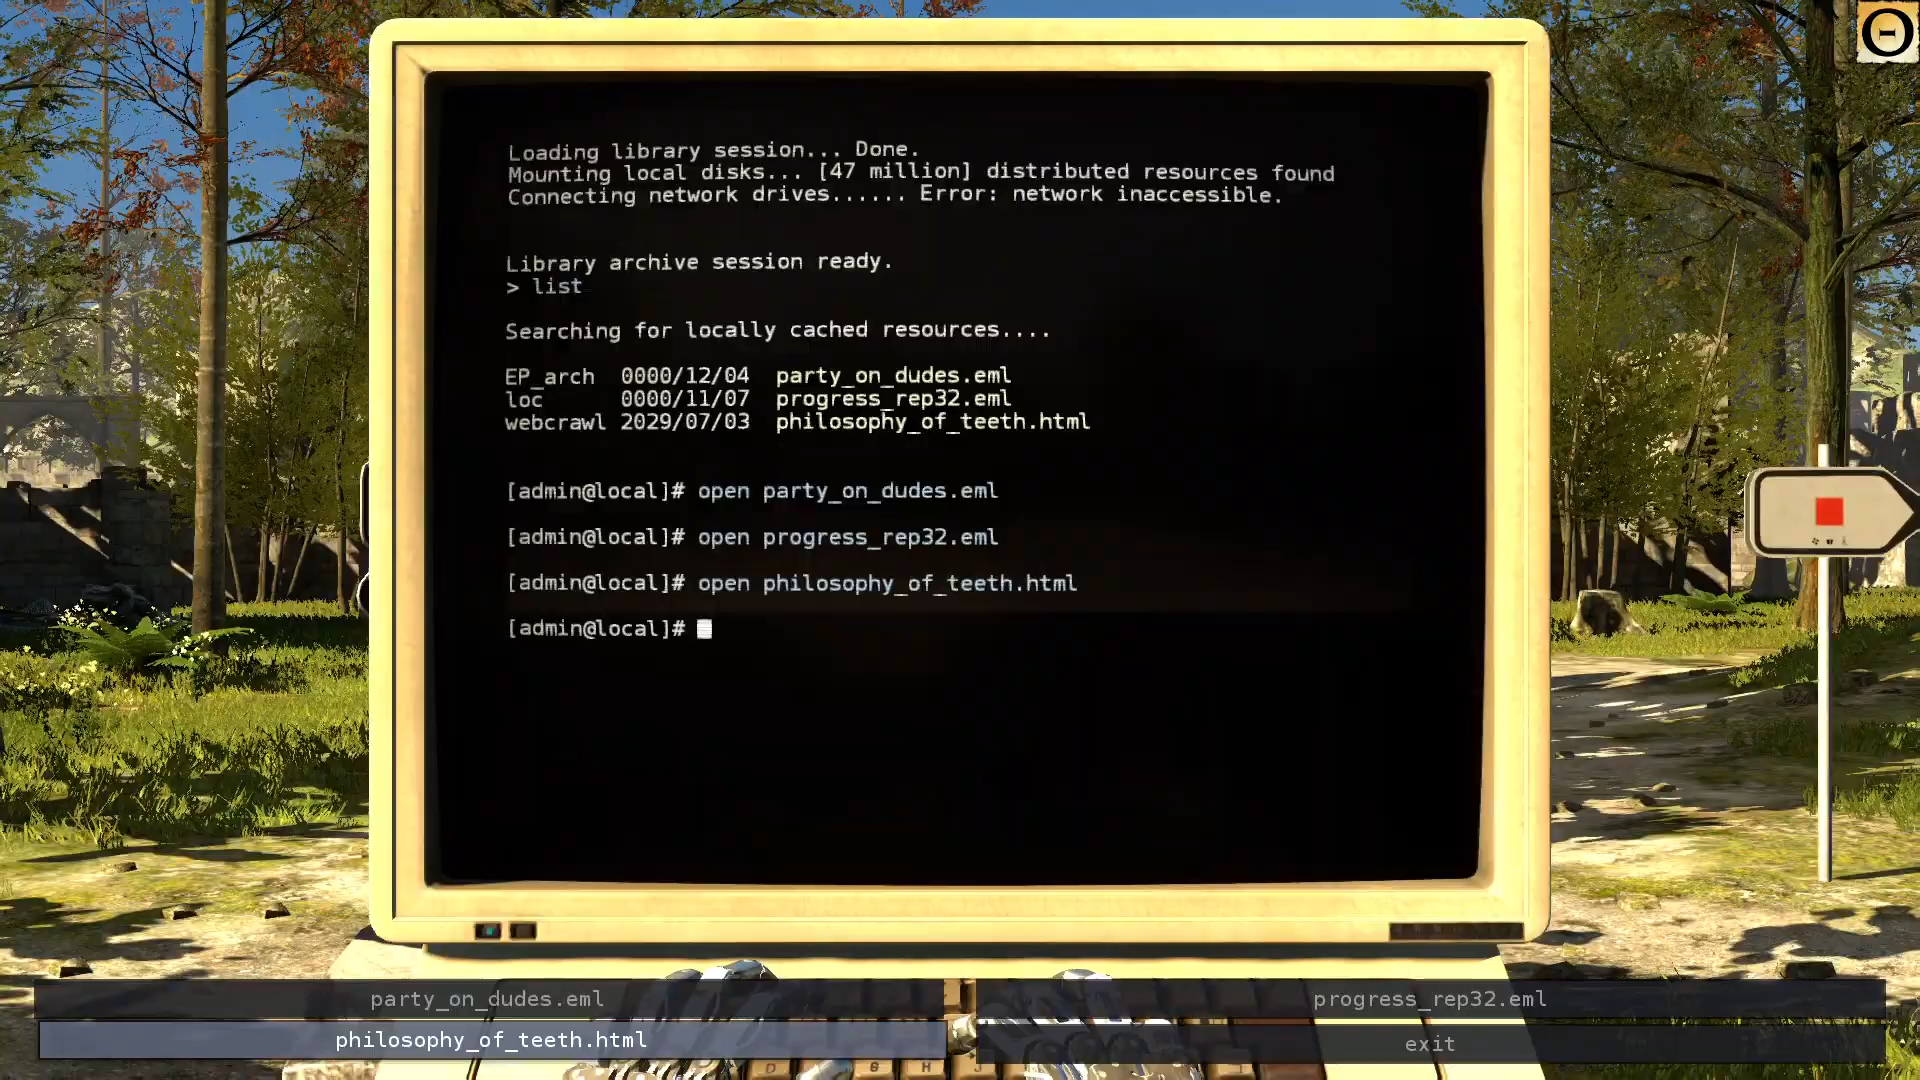 Loading library session... Done.
Mounting local disks... [47 million] distributed resources found
Connecting network drives...... Error: network inaccessible.
Library archive session ready.
> list
Searching for locally cached resources....
EP_arch 0000/12/04 party_on_dudes.eml
loc 0000/11/07 progress_rep32.eml
webcrawl 2029/07/03 philosophy_of_teeth.html
[admin@local]# open party_on_dudes.eml
[admin@local]# open progress_rep32.eml
[admin@local]# open philosophy_of_teeth.html
[admin@local]#
party_on_dudes.eml progress_rep32.eml
philosophy_of_teeth.html exit